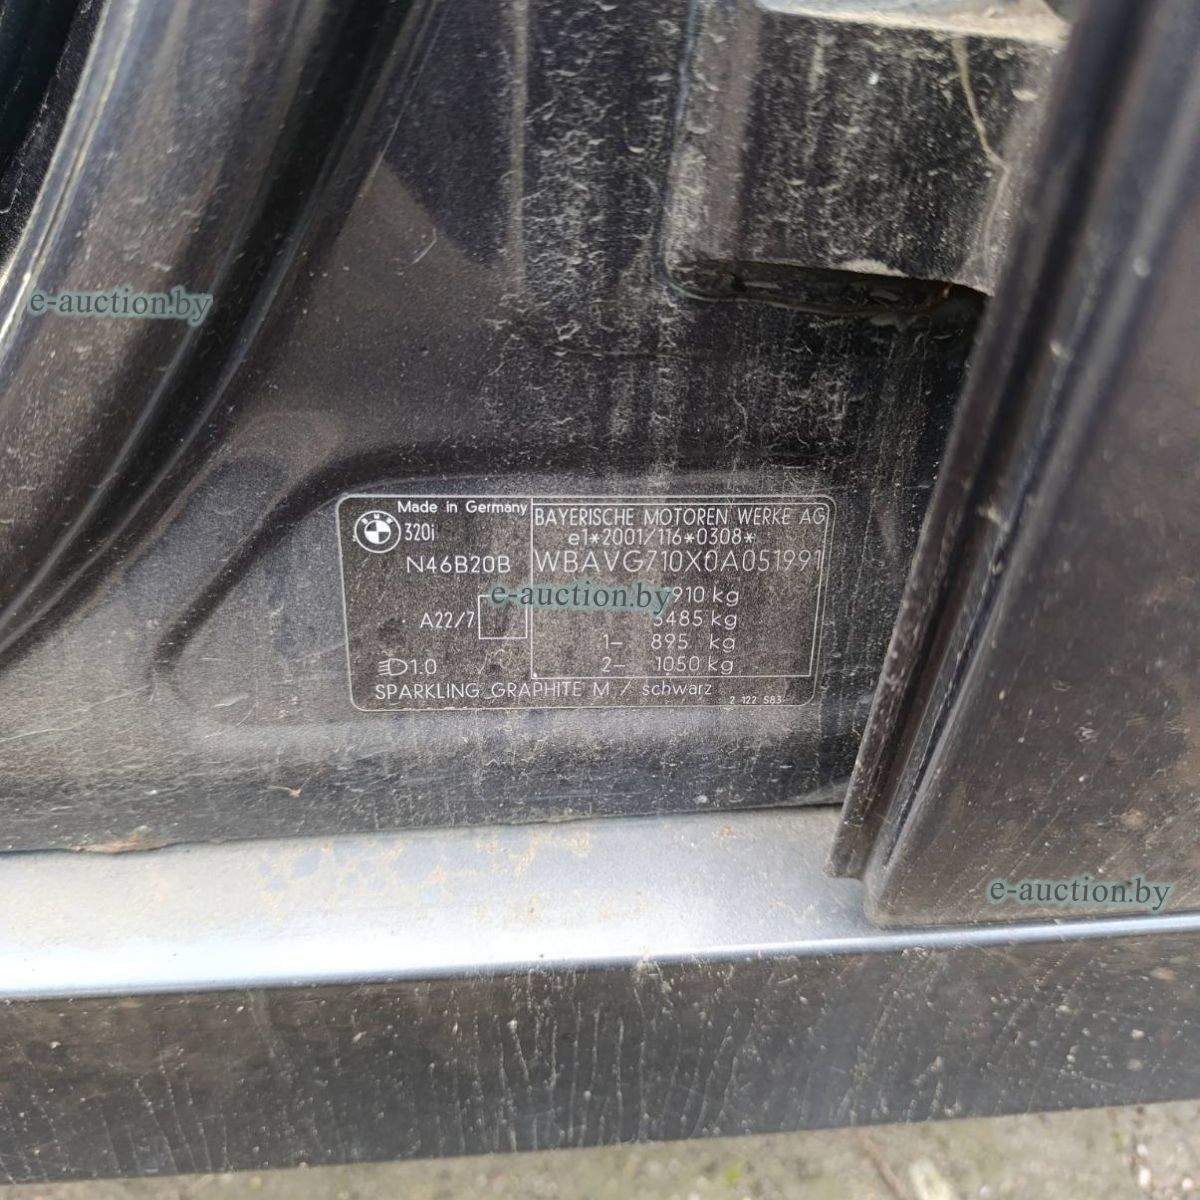 e-auction.by
Made in Germany
320i
N46B20B
A22/7
1.0
BAYERISCHE MOTOREN WERKE AG
e1*2001/116*0308*
WBAVG710X0A051991
e-auction.by
910 kg
3485 kg
1- 895 kg
2- 1050 kg
SPARKLING GRAPHITE M / schwarz
2 122 583
e-auction.by